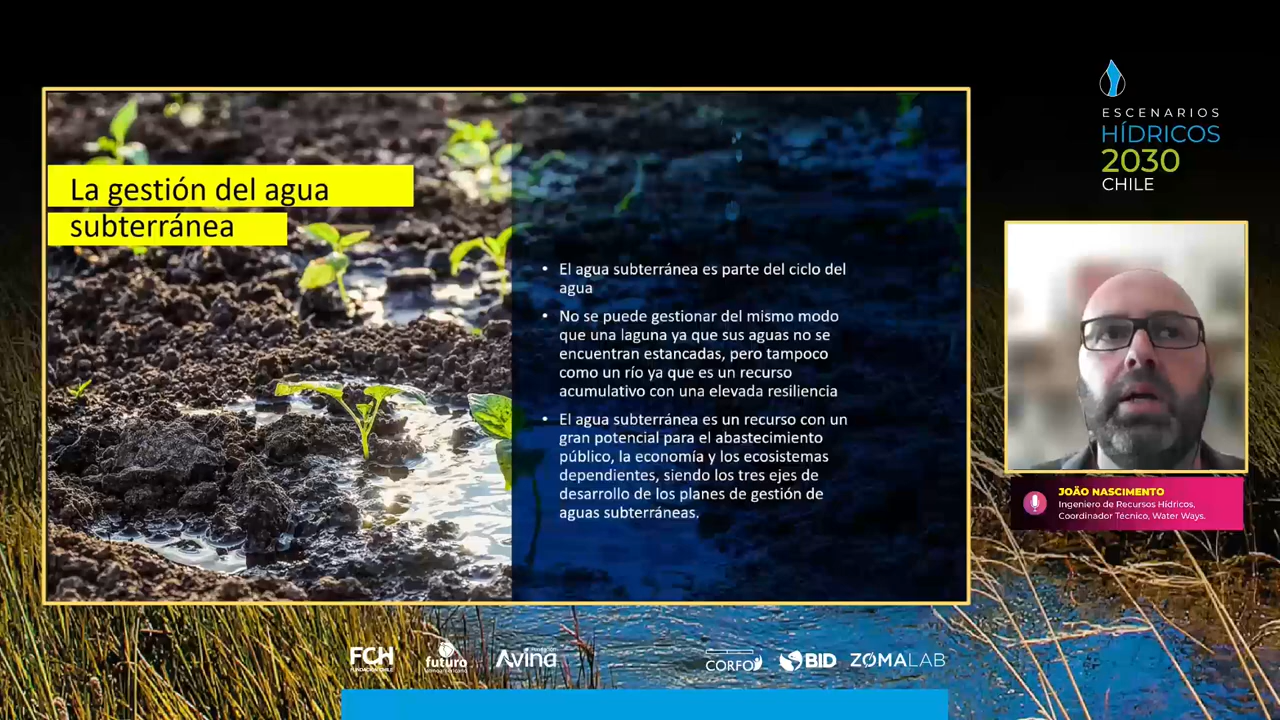 La gestión del agua
subterránea
• El agua subterránea es parte del ciclo del
agua
• No se puede gestionar del mismo modo
que una laguna ya que sus aguas no se
encuentran estancadas, pero tampoco
como un río ya que es un recurso
acumulativo con una elevada resiliencia
• El agua subterránea es un recurso con un
gran potencial para el abastecimiento
público, la economía y los ecosistemas
dependientes, siendo los tres ejes de
desarrollo de los planes de gestión de
aguas subterráneas.
ESCENARIOS
HÍDRICOS
2030
CHILE
JOÃO NASCIMENTO
Ingeniero de Recursos Hídricos,
Coordinador Técnico, Water Ways.
FCH
FUNDACIÓN CHILE
futuro
latinoamericano
Avina
CORFO
BID
ZOMALAB